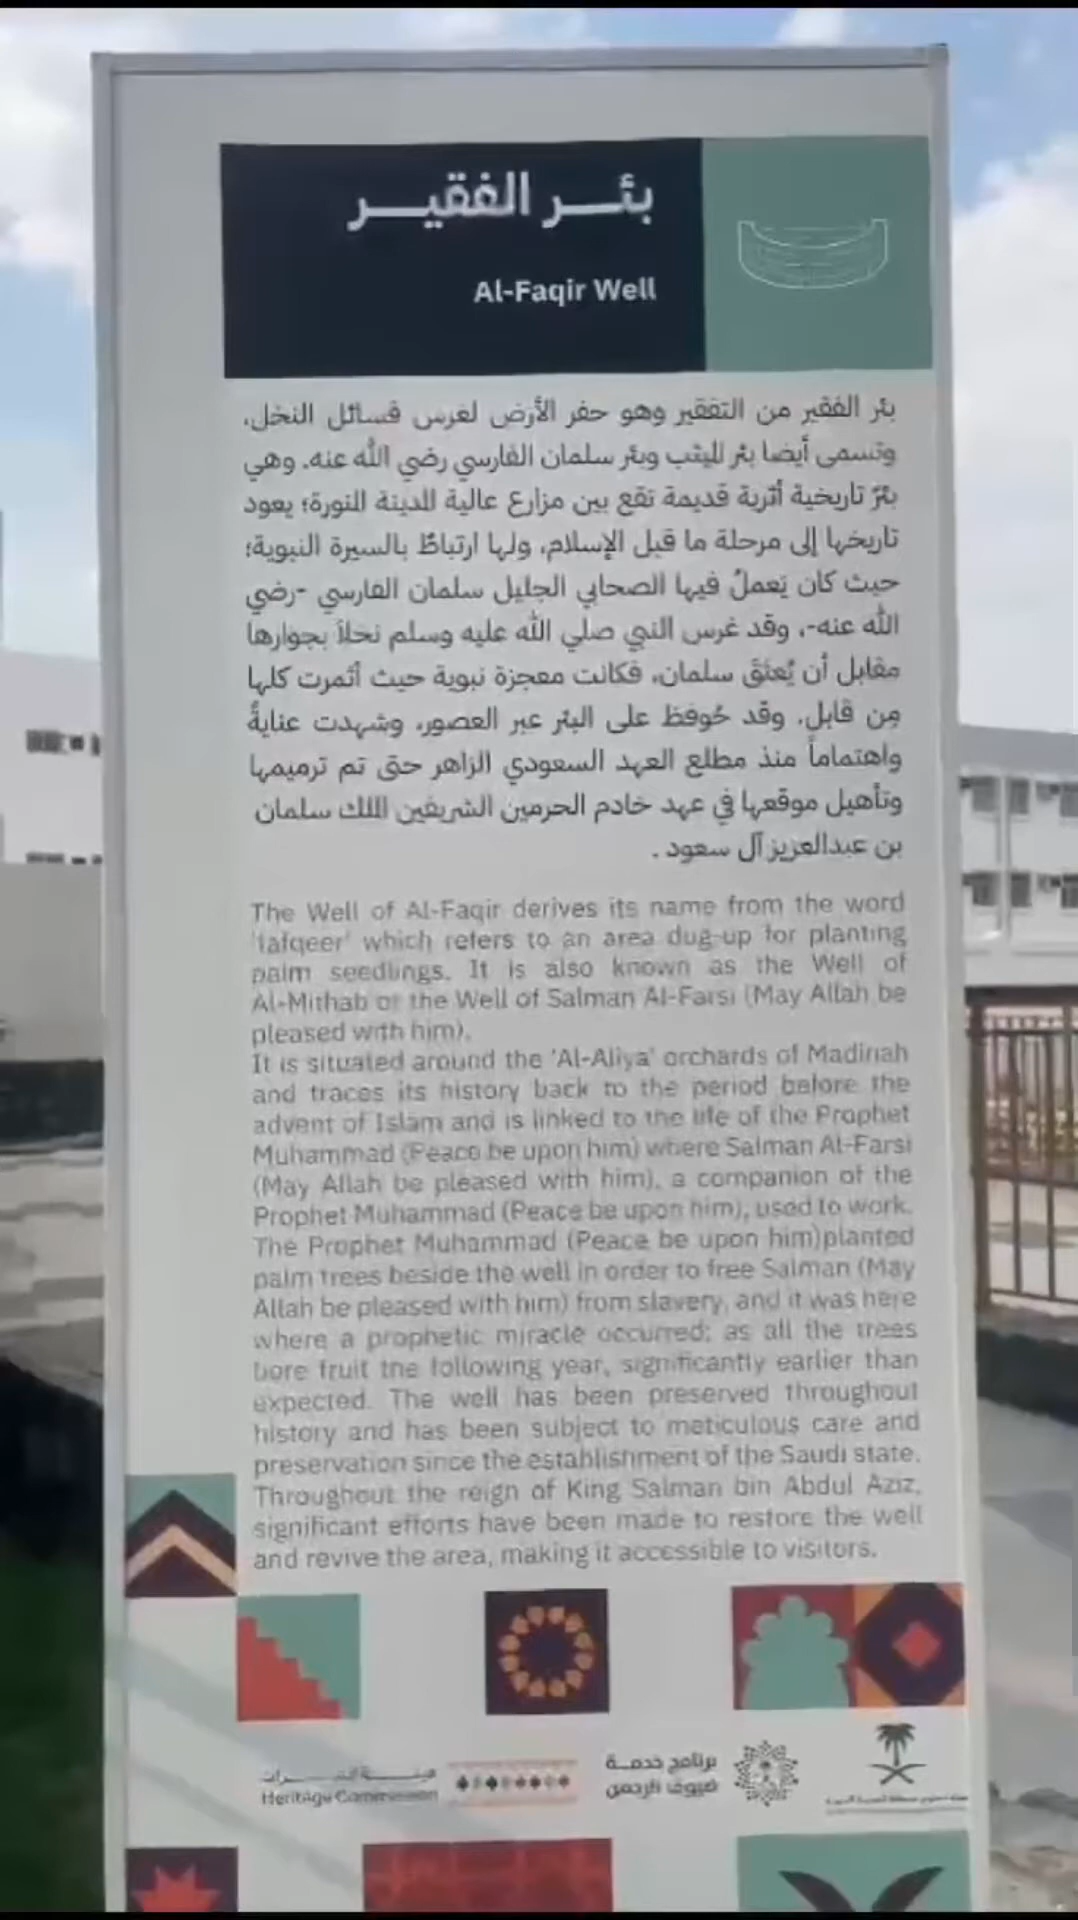 بئر الفقير
Al-Faqir Well
بئر الفقير من التفقير وهو حفر الأرض لغرس فسائل النخل،
وتسمى أيضا بئر الميثب وبئر سلمان الفارسي رضي الله عنه. وهي
بئرٌ تاريخية أثرية قديمة تقع بين مزارع عالية المدينة المنورة؛ يعود
تاريخها إلى مرحلة ما قبل الإسلام، ولها ارتباطٌ بالسيرة النبوية؛
حيث كان يَعملُ فيها الصحابي الجليل سلمان الفارسي -رضي
الله عنه-، وقد غرس النبي صلي الله عليه وسلم نخلاً بجوارها
مقابل أن يُعتَقَ سلمان، فكانت معجزة نبوية حيث أثمرت كلها
مِن قابل. وقد حُوفظ على البئر عبر العصور، وشهدت عنايةً
واهتماماً منذ مطلع العهد السعودي الزاهر حتى تم ترميمها
وتأهيل موقعها في عهد خادم الحرمين الشريفين الملك سلمان
بن عبدالعزيز آل سعود .
The Well of Al-Faqir derives its name from the word
'tafqeer' which refers to an area dug-up for planting
palm seedlings. It is also known as the Well of
Al-Mithab or the Well of Salman Al-Farsi (May Allah be
pleased with him).
It is situated around the 'Al-Aliya' orchards of Madinah
and traces its history back to the period before the
advent of Islam and is linked to the life of the Prophet
Muhammad (Peace be upon him) where Salman Al-Farsi
(May Allah be pleased with him), a companion of the
Prophet Muhammad (Peace be upon him), used to work.
The Prophet Muhammad (Peace be upon him)planted
palm trees beside the well in order to free Salman (May
Allah be pleased with him) from slavery, and it was here
where a prophetic miracle occurred; as all the trees
bore fruit the following year, significantly earlier than
expected. The well has been preserved throughout
history and has been subject to meticulous care and
preservation since the establishment of the Saudi state.
Throughout the reign of King Salman bin Abdul Aziz,
significant efforts have been made to restore the well
and revive the area, making it accessible to visitors.
برنامج خدمة
ضيوف الرحمن
هيئة التراث
Heritage Commission